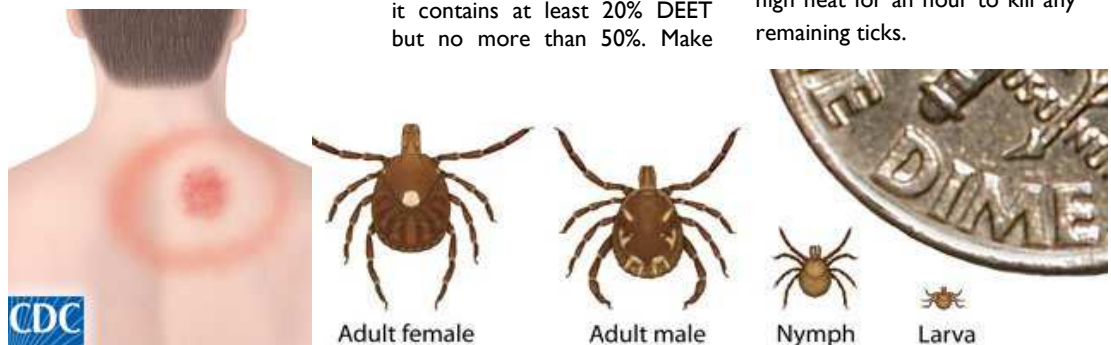 it contains at least 20% DEET
but no more than 50%. Make
remaining ticks.
DIME
CDC
Adult female
Adult male
Nymph
Larva